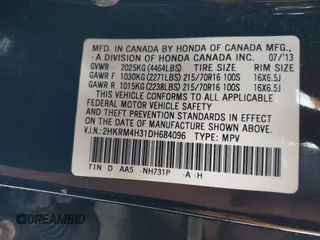 MFD. IN CANADA BY HONDA OF CANADA MFG.,
A DIVISION OF HONDA CANADA INC. 07/'13
GVWR 2025KG (4464LBS) TIRE SIZE RIM SIZE
GAWR F 1030KG (2271LBS) 215/70R16 100S 16X6.5J
GAWR R 1015KG (2238LBS) 215/70R16 100S 16X6.5J
THIS VEHICLE CONFORMS TO ALL APPLICABLE
FEDERAL MOTOR VEHICLE SAFETY AND
THEFT PREVENTION STANDARDS IN EFFECT
ON THE DATE OF MANUFACTURE SHOWN ABOVE.
V.I.N.: 2HKRM4H31DH684096 TYPE: MPV
T1N D AA5 NH731P A H
BIDFAX